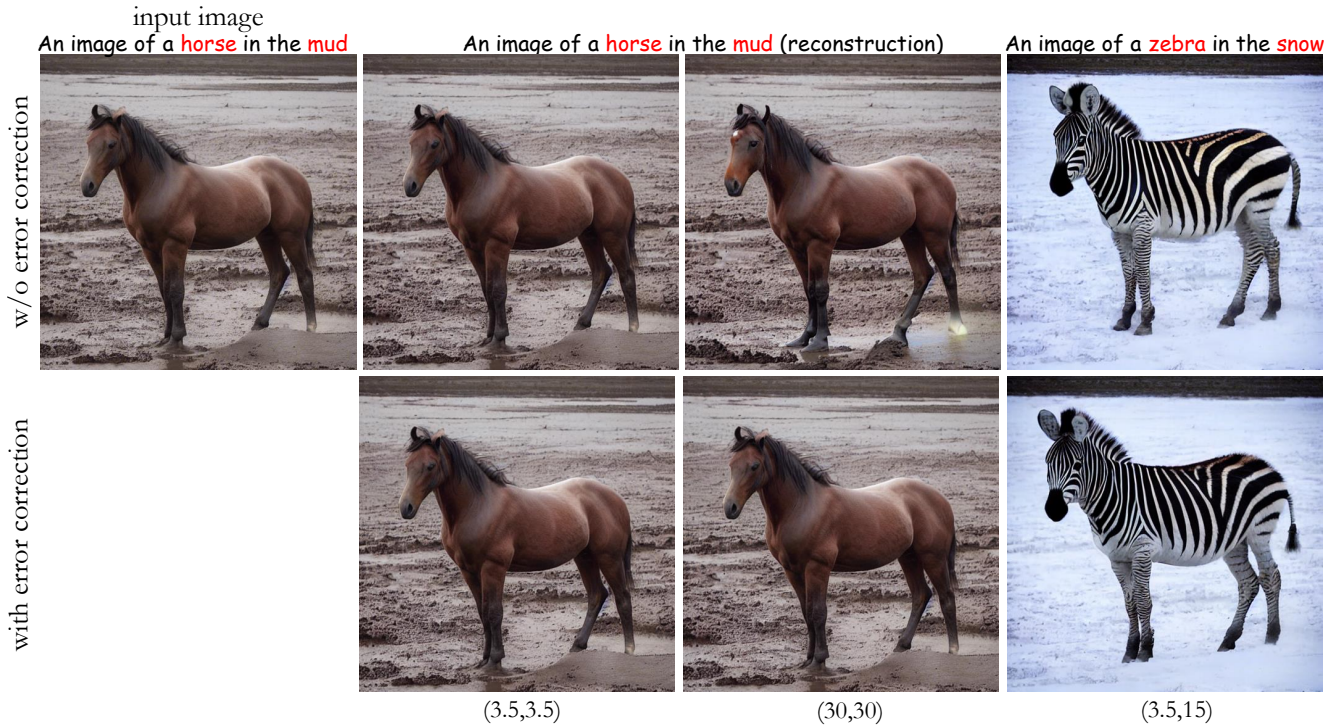 input image
An image of a horse in the mud
An image of a horse in the mud (reconstruction)
An image of a zebra in the snow
w/o error correction
with error correction
(3.5,3.5)
(30,30)
(3.5,15)